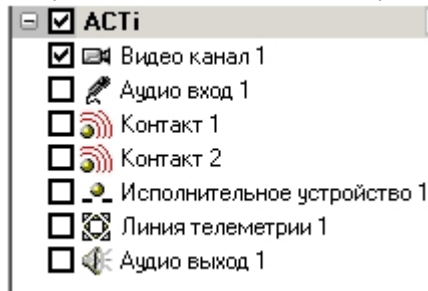 ACTi
Видео канал 1
Аудио вход 1
Контакт 1
Контакт 2
Исполнительное устройство 1
Линия телеметрии 1
Аудио выход 1